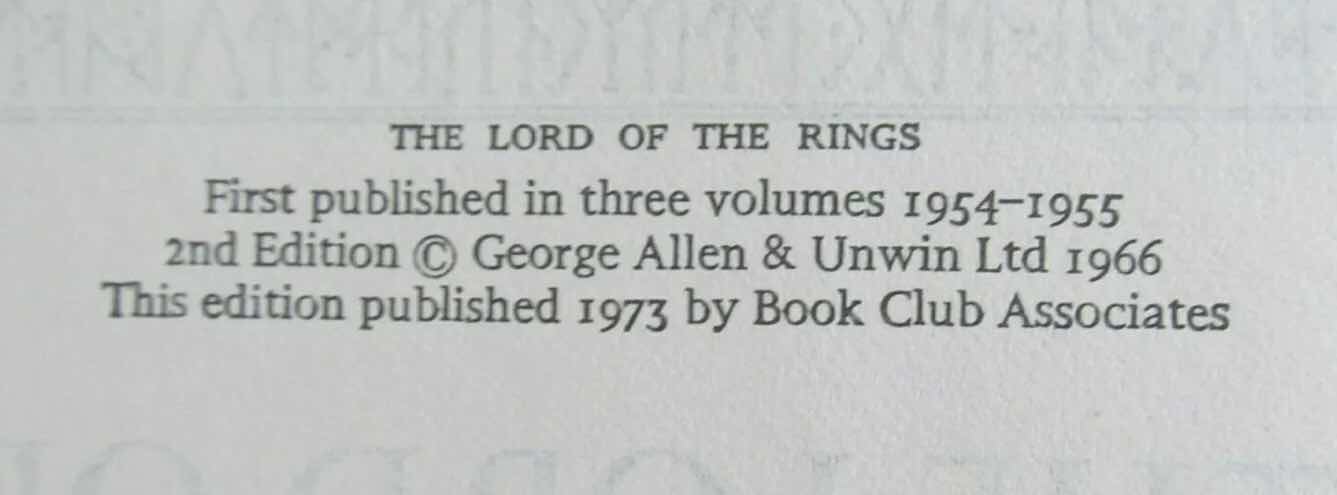 THE LORD OF THE RINGS
First published in three volumes 1954–1955
2nd Edition © George Allen & Unwin Ltd 1966
This edition published 1973 by Book Club Associates